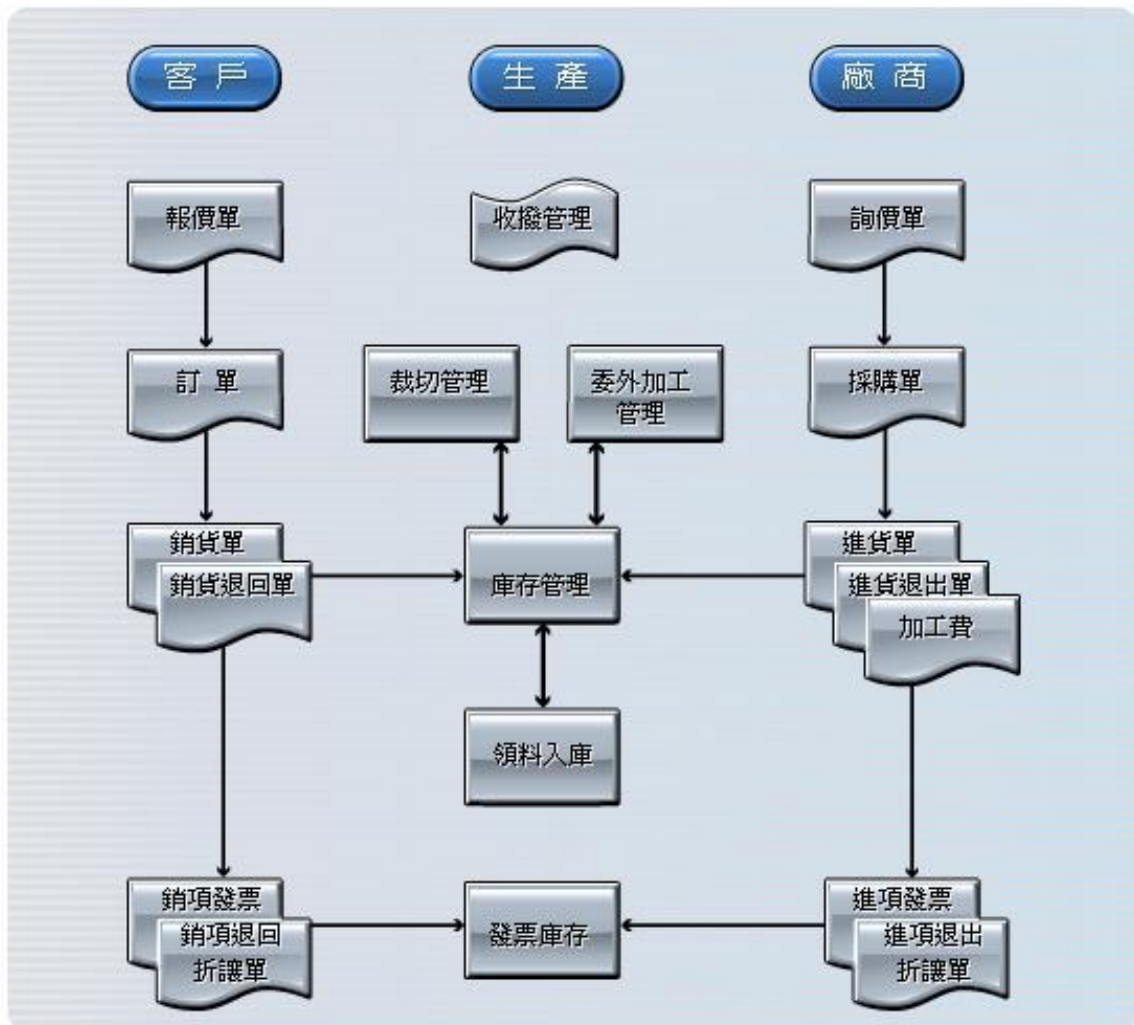 客戶
生產
廠商
報價單
收撥管理
詢價單
訂單
裁切管理
委外加工
管理
採購單
銷貨單
銷貨退回單
庫存管理
進貨單
進貨退出單
加工費
領料入庫
銷項發票
銷項退回
折讓單
發票庫存
進項發票
進項退出
折讓單